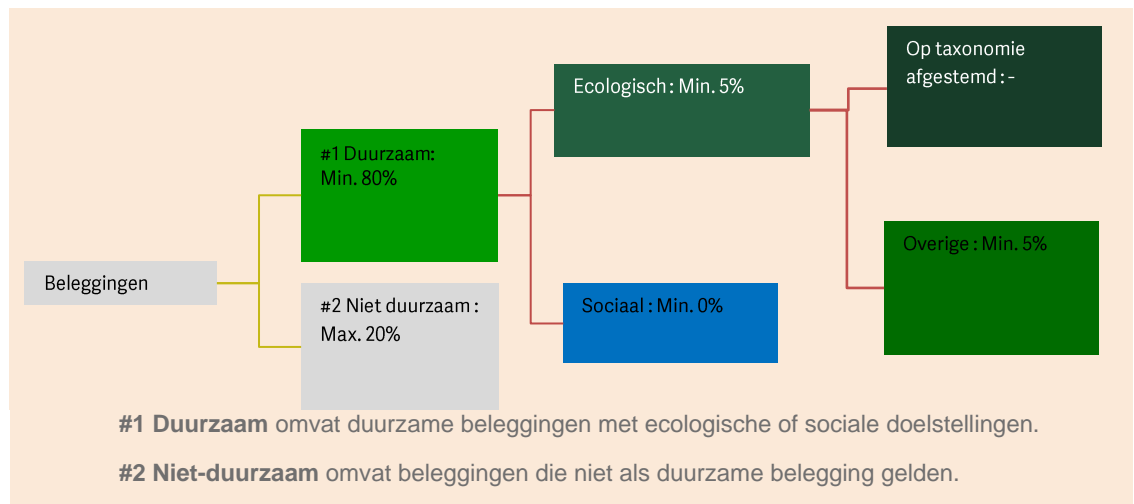 Beleggingen
#1 Duurzaam:
Min. 80%
#2 Niet duurzaam :
Max. 20%
Ecologisch : Min. 5%
Sociaal : Min. 0%
Op taxonomie
afgestemd : -
Overige : Min. 5%
#1 Duurzaam omvat duurzame beleggingen met ecologische of sociale doelstellingen.
#2 Niet-duurzaam omvat beleggingen die niet als duurzame belegging gelden.